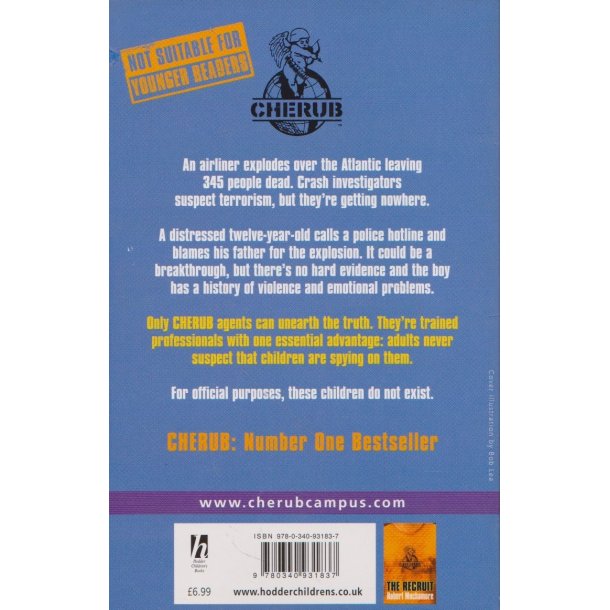 NOT SUITABLE FOR
YOUNGER READERS
CHERUB
TM
An airliner explodes over the Atlantic leaving
345 people dead. Crash investigators
suspect terrorism, but they're getting nowhere.
A distressed twelve-year-old calls a police hotline and
blames his father for the explosion. It could be a
breakthrough, but there's no hard evidence and the boy
has a history of violence and emotional problems.
Only CHERUB agents can unearth the truth. They're trained
professionals with one essential advantage: adults never
suspect that children are spying on them.
For official purposes, these children do not exist.
CHERUB: Number One Bestseller
Cover illustration by Bob Lea
www.cherubcampus.com
h
Hodder
Children's
Books
£6.99
ISBN 978-0-340-93183-7
9 780340 931837
www.hodderchildrens.co.uk
CHERUB
THE RECRUIT
Robert Muchamore